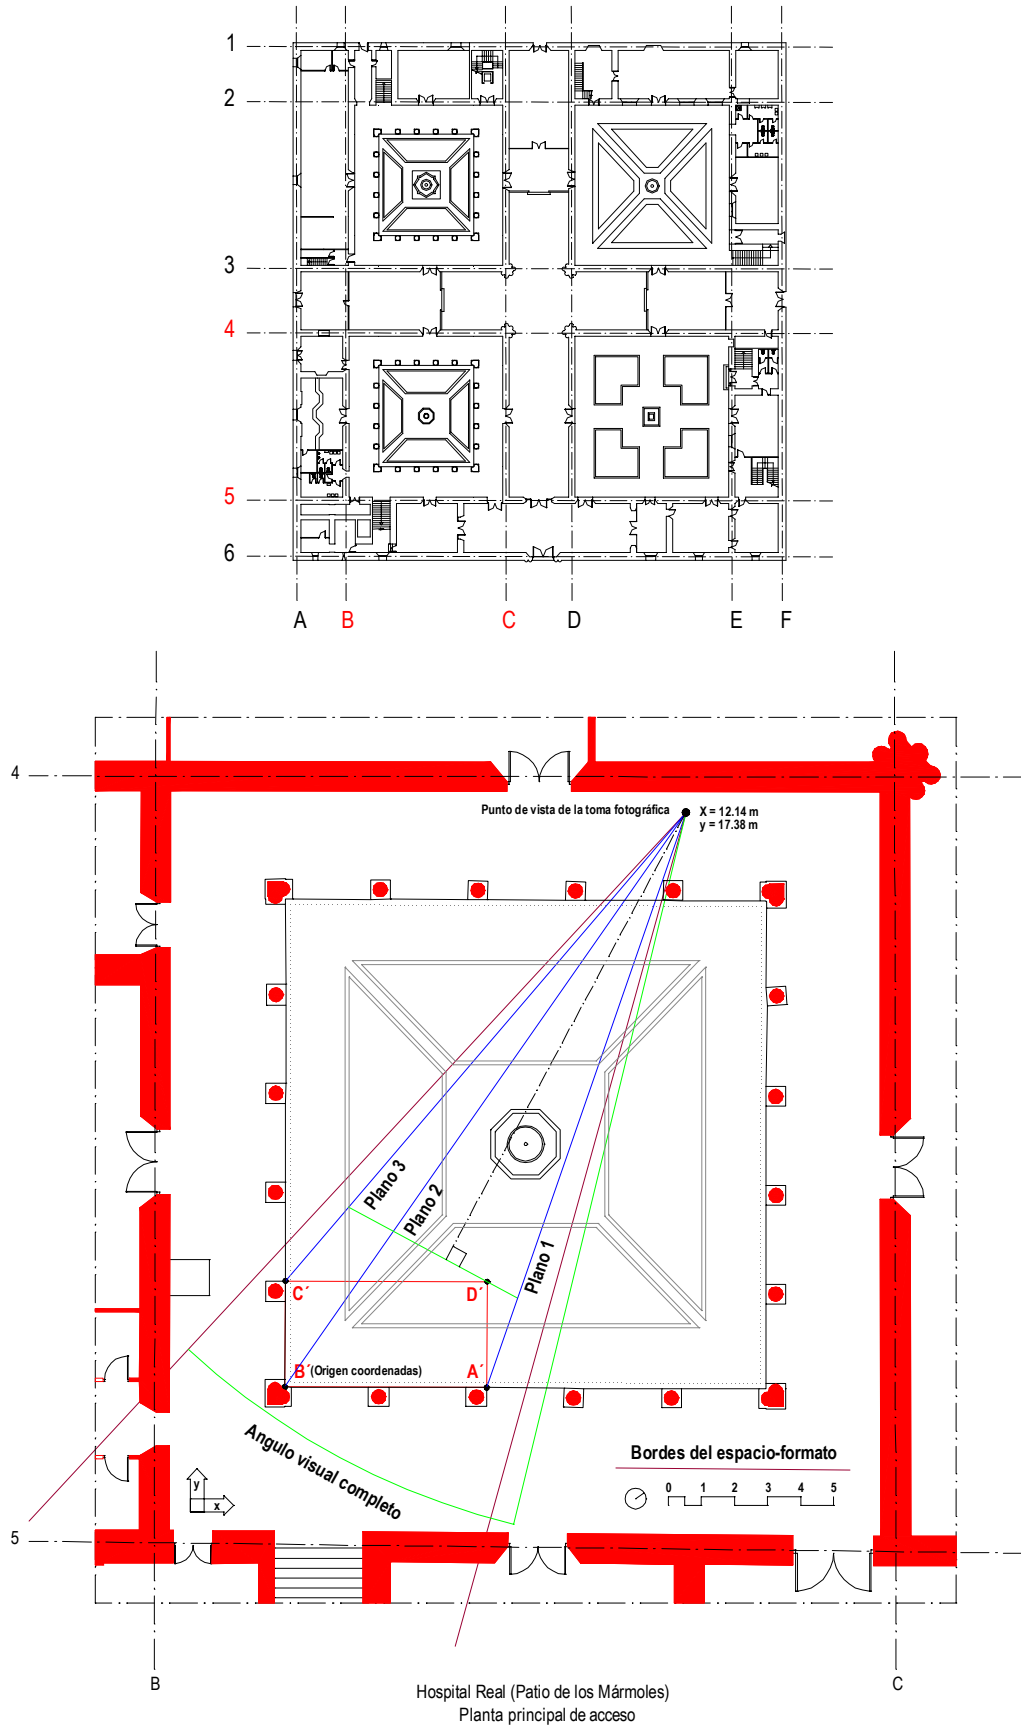 1
2
3
4
5
6
A B C D E F
4
Punto de vista de la toma fotográfica
X = 12.14 m
y = 17.38 m
Plano 3
Plano 2
Plano 1
C´
D´
B´ (Origen coordenadas)
A´
Angulo visual completo
Bordes del espacio-formato
0 1 2 3 4 5
y
x
5
B
C
Hospital Real (Patio de los Mármoles)
Planta principal de acceso